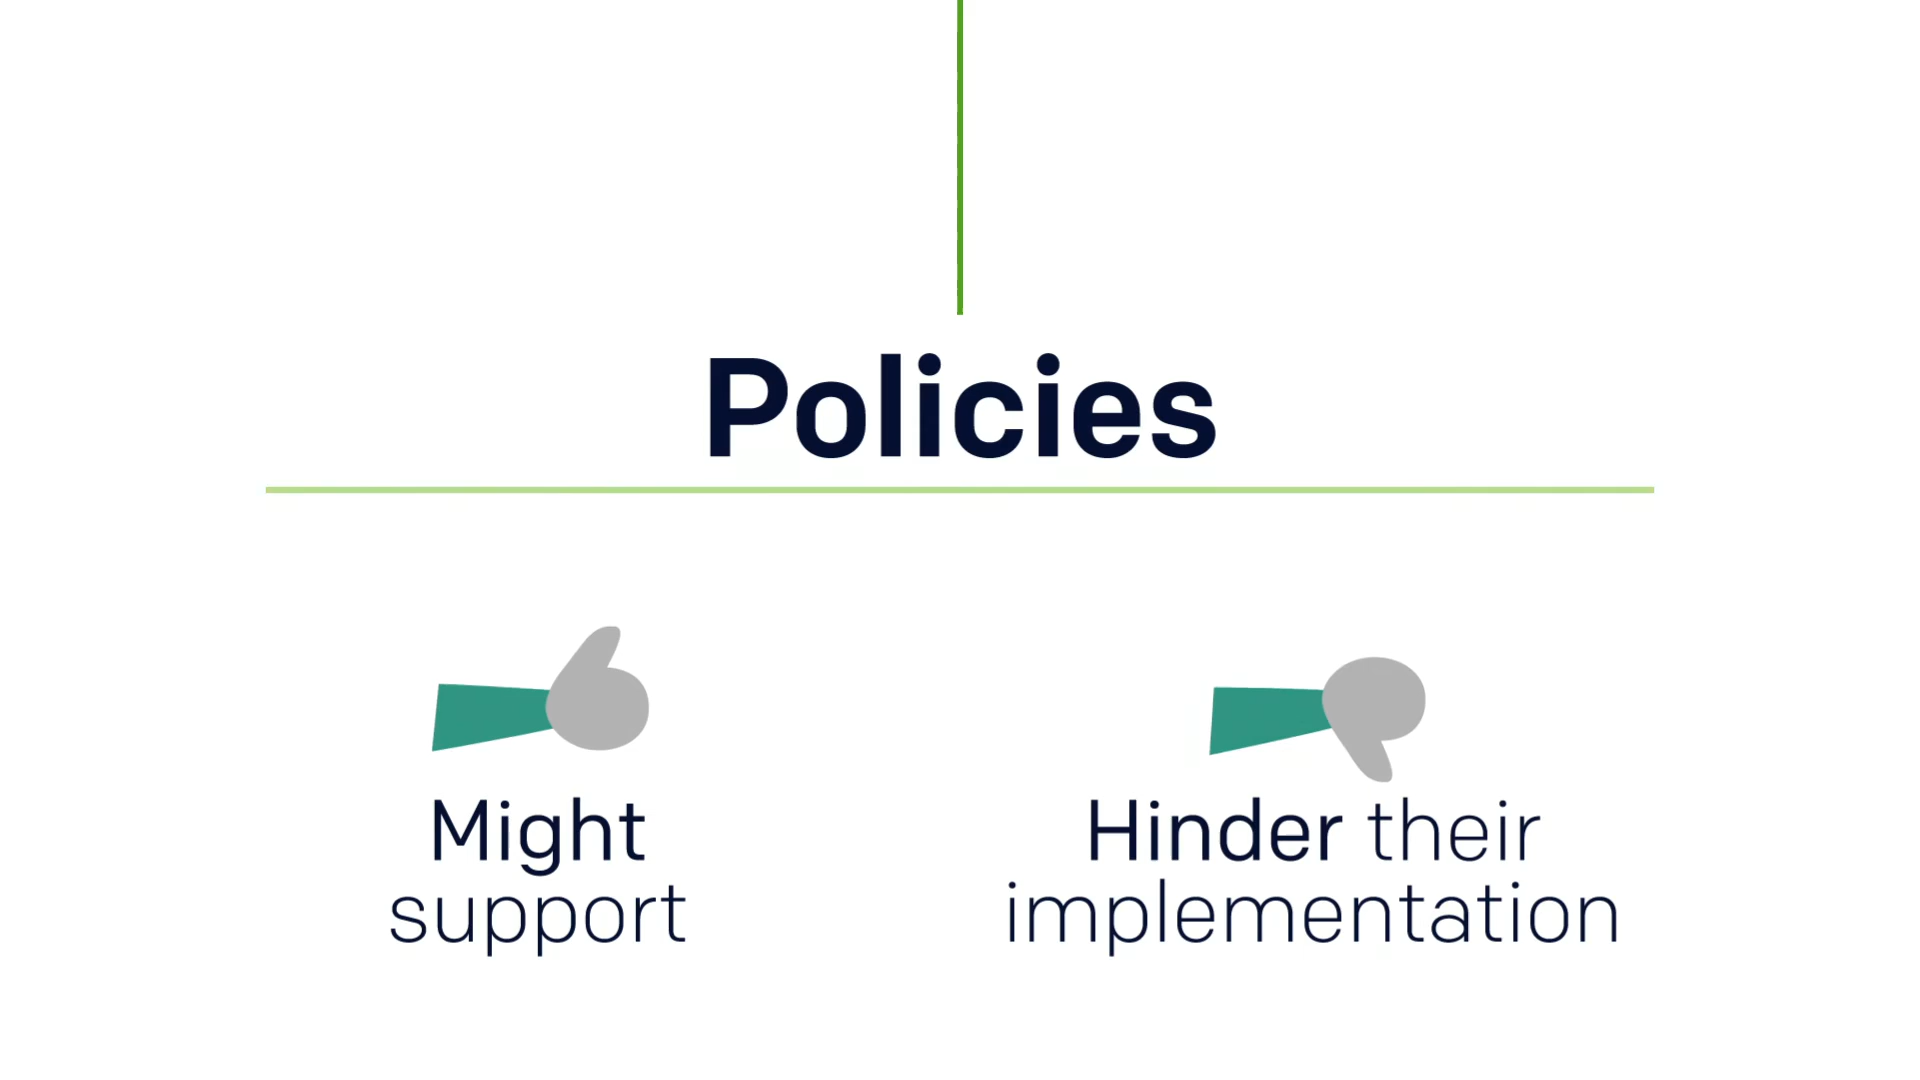 Policies
Might
support
Hinder their
implementation